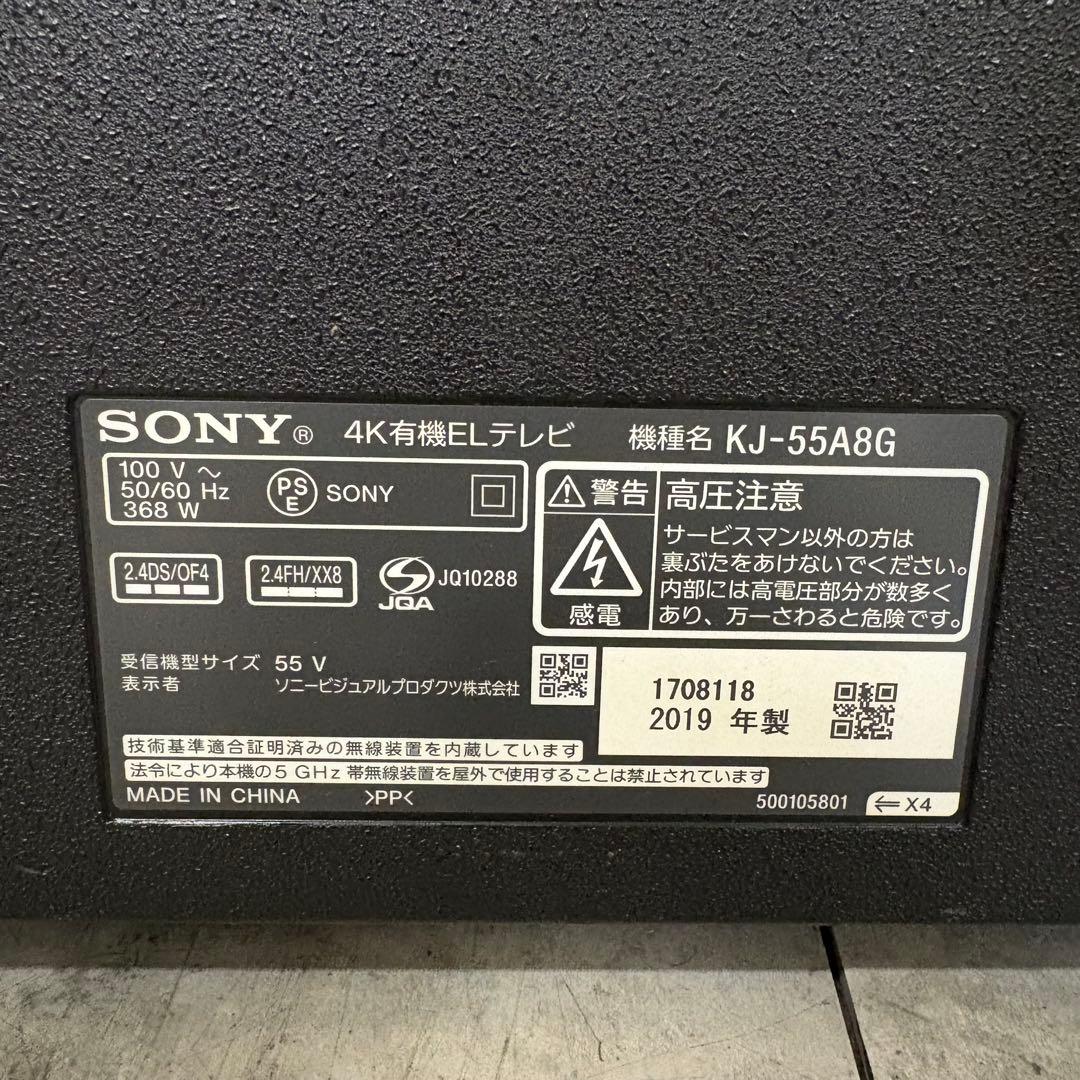 SONY® 4K有機ELテレビ 機種名 KJ-55A8G
100 V ～
50/60 Hz
368 W
PSE SONY
警告 高圧注意
感電
サービスマン以外の方は
裏ぶたをあけないでください。
内部には高電圧部分が数多く
あり、万一さわると危険です。
2.4DS/OF4
2.4FH/XX8
JQA JQ10288
受信機型サイズ 55 V
表示者 ソニービジュアルプロダクツ株式会社
1708118
2019 年製
技術基準適合証明済みの無線装置を内蔵しています
法令により本機の5 GHz 帯無線装置を屋外で使用することは禁止されています
MADE IN CHINA >PP<
500105801 ⇐X4